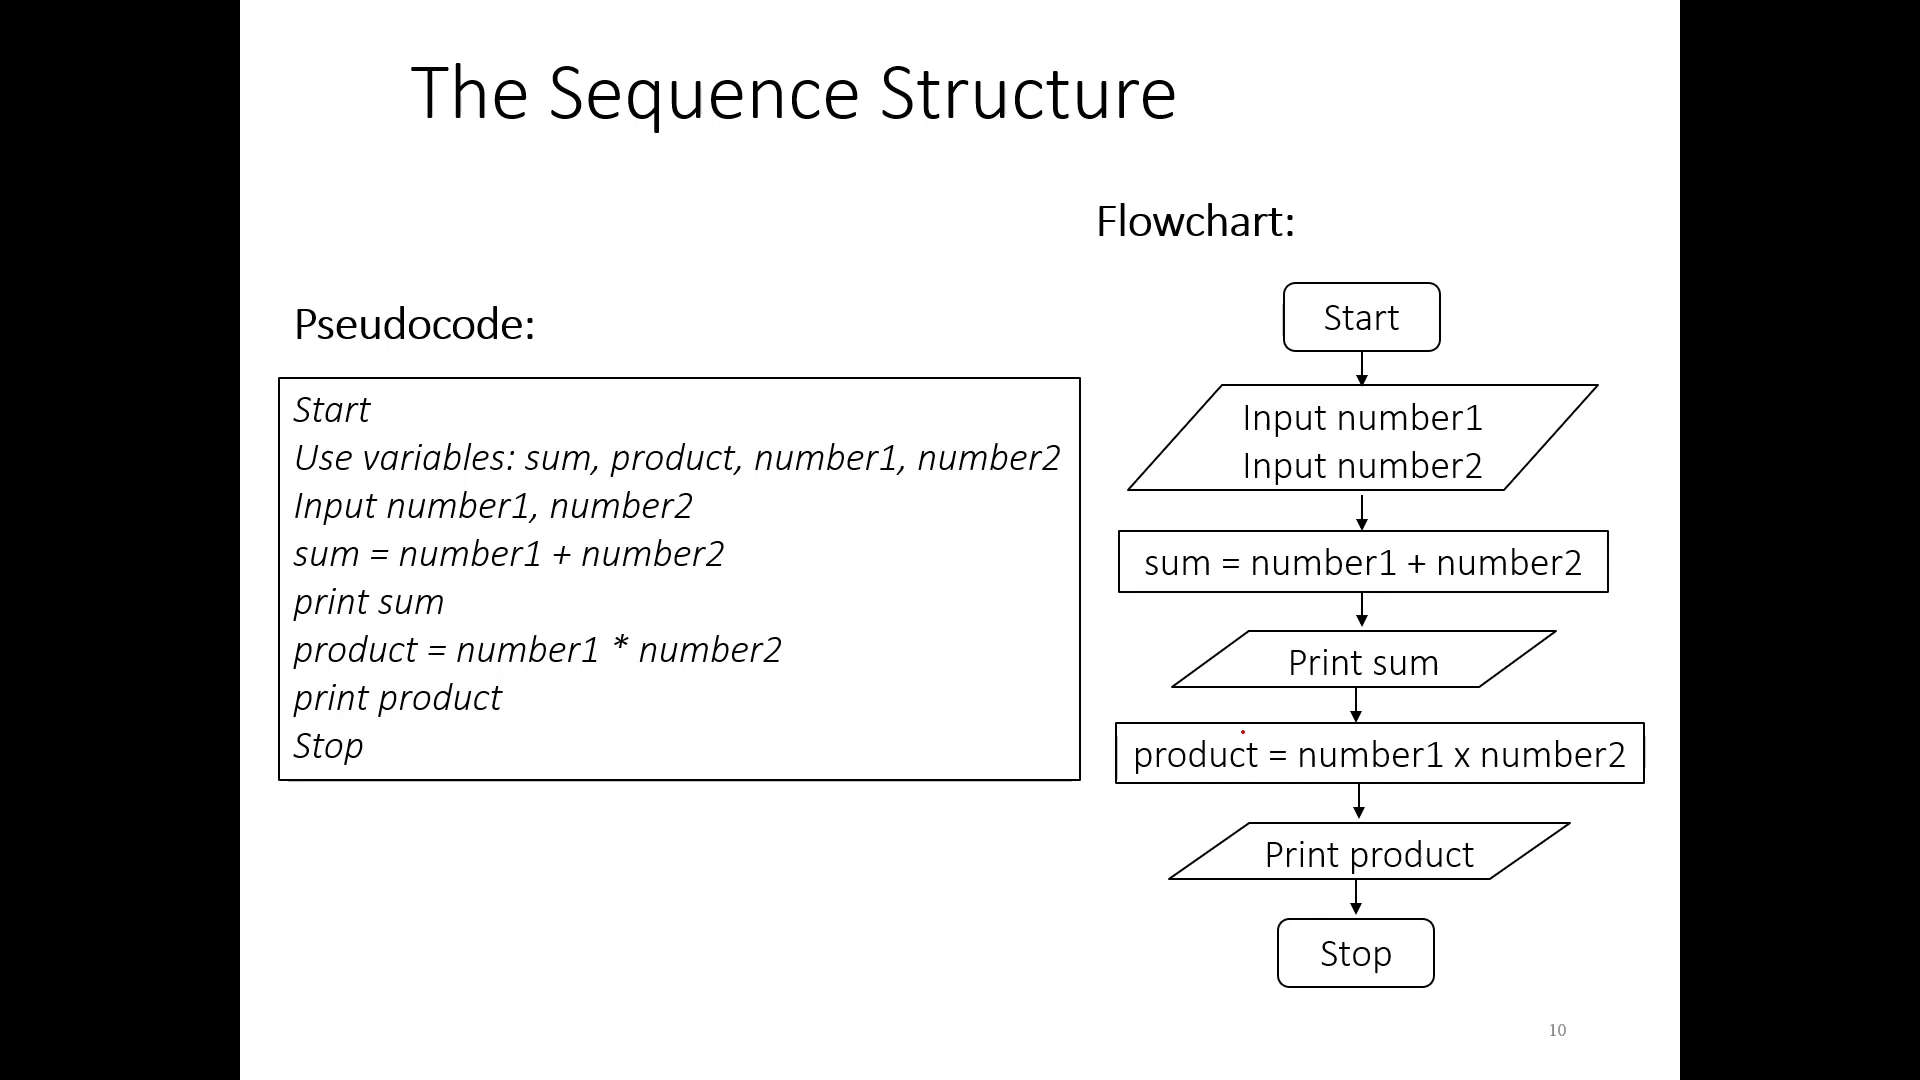 The Sequence Structure
Pseudocode:
Start
Use variables: sum, product, number1, number2
Input number1, number2
sum = number1 + number2
print sum
product = number1 * number2
print product
Stop
Flowchart:
Start
Input number1
Input number2
sum = number1 + number2
Print sum
product = number1 x number2
Print product
Stop
10